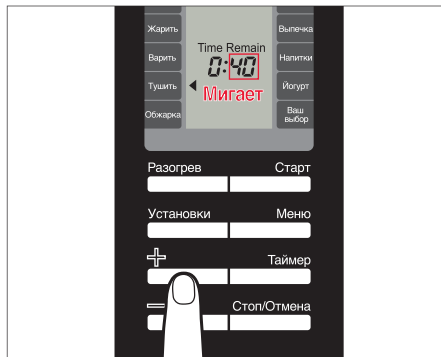 Жарить
Варить
Тушить
Обжарка
Time Remain
0:40
Мигает
Выпечка
Напитки
Йогурт
Ваш
выбор
Разогрев
Старт
Установки
Меню
+
Таймер
−
Стоп/Отмена